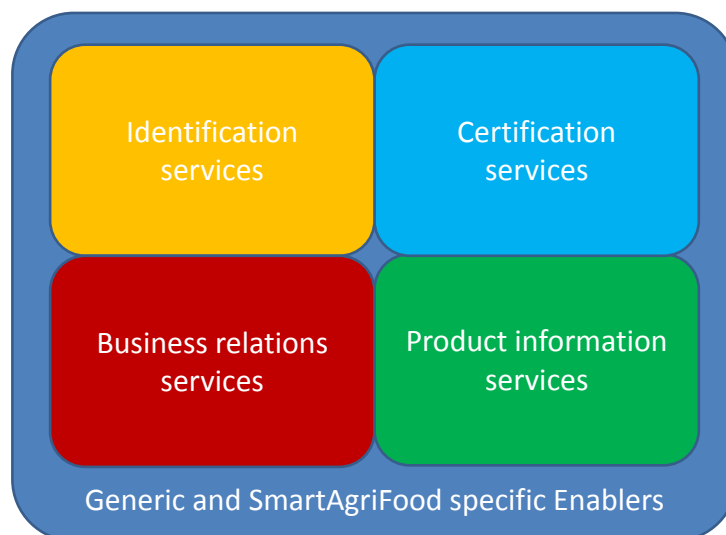 Identification
services
Certification
services
Business relations
services
Product information
services
Generic and SmartAgriFood specific Enablers